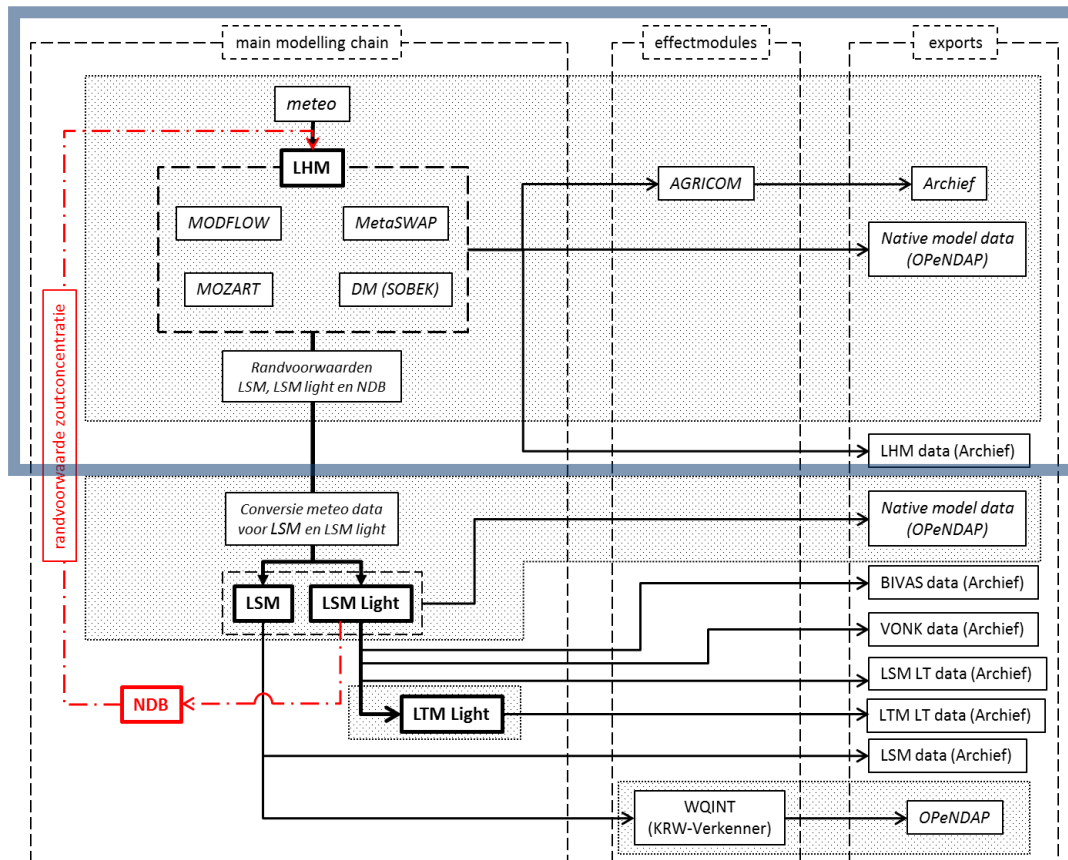 main modelling chain
effectmodules
exports
meteo
LHM
MODFLOW
MetaSWAP
MOZART
DM (SOBEK)
AGRICOM
Archief
Native model data
(OPeNDAP)
randvoorwaarde zoutconcentratie
Randvoorwaarden
LSM, LSM light en NDB
LHM data (Archief)
Conversie meteo data
voor LSM en LSM light
Native model data
(OPeNDAP)
LSM
LSM Light
BIVAS data (Archief)
VONK data (Archief)
LSM LT data (Archief)
NDB
LTM Light
LTM LT data (Archief)
LSM data (Archief)
WQINT
(KRW-Verkenner)
OPeNDAP